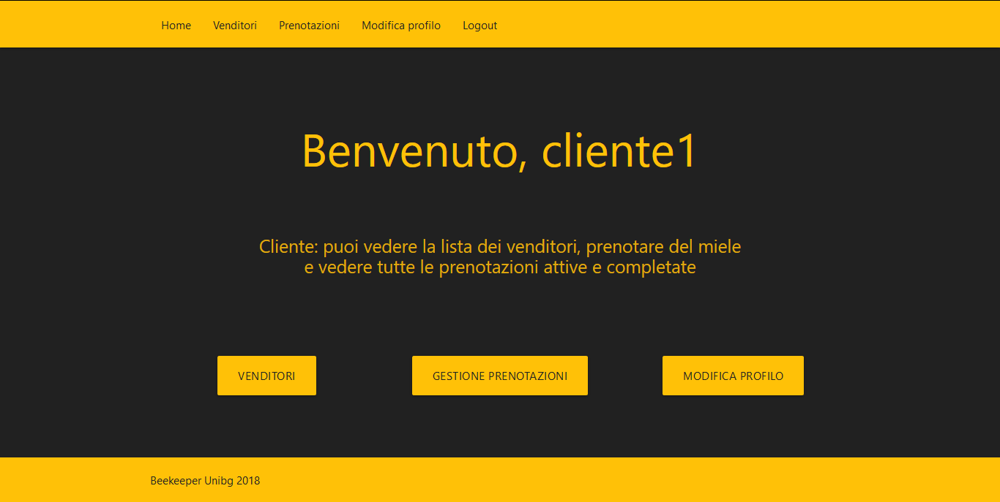 Home Venditori Prenotazioni Modifica profilo Logout
Benvenuto, cliente1
Cliente: puoi vedere la lista dei venditori, prenotare del miele
e vedere tutte le prenotazioni attive e completate
VENDITORI GESTIONE PRENOTAZIONI MODIFICA PROFILO
Beekeeper Unibg 2018